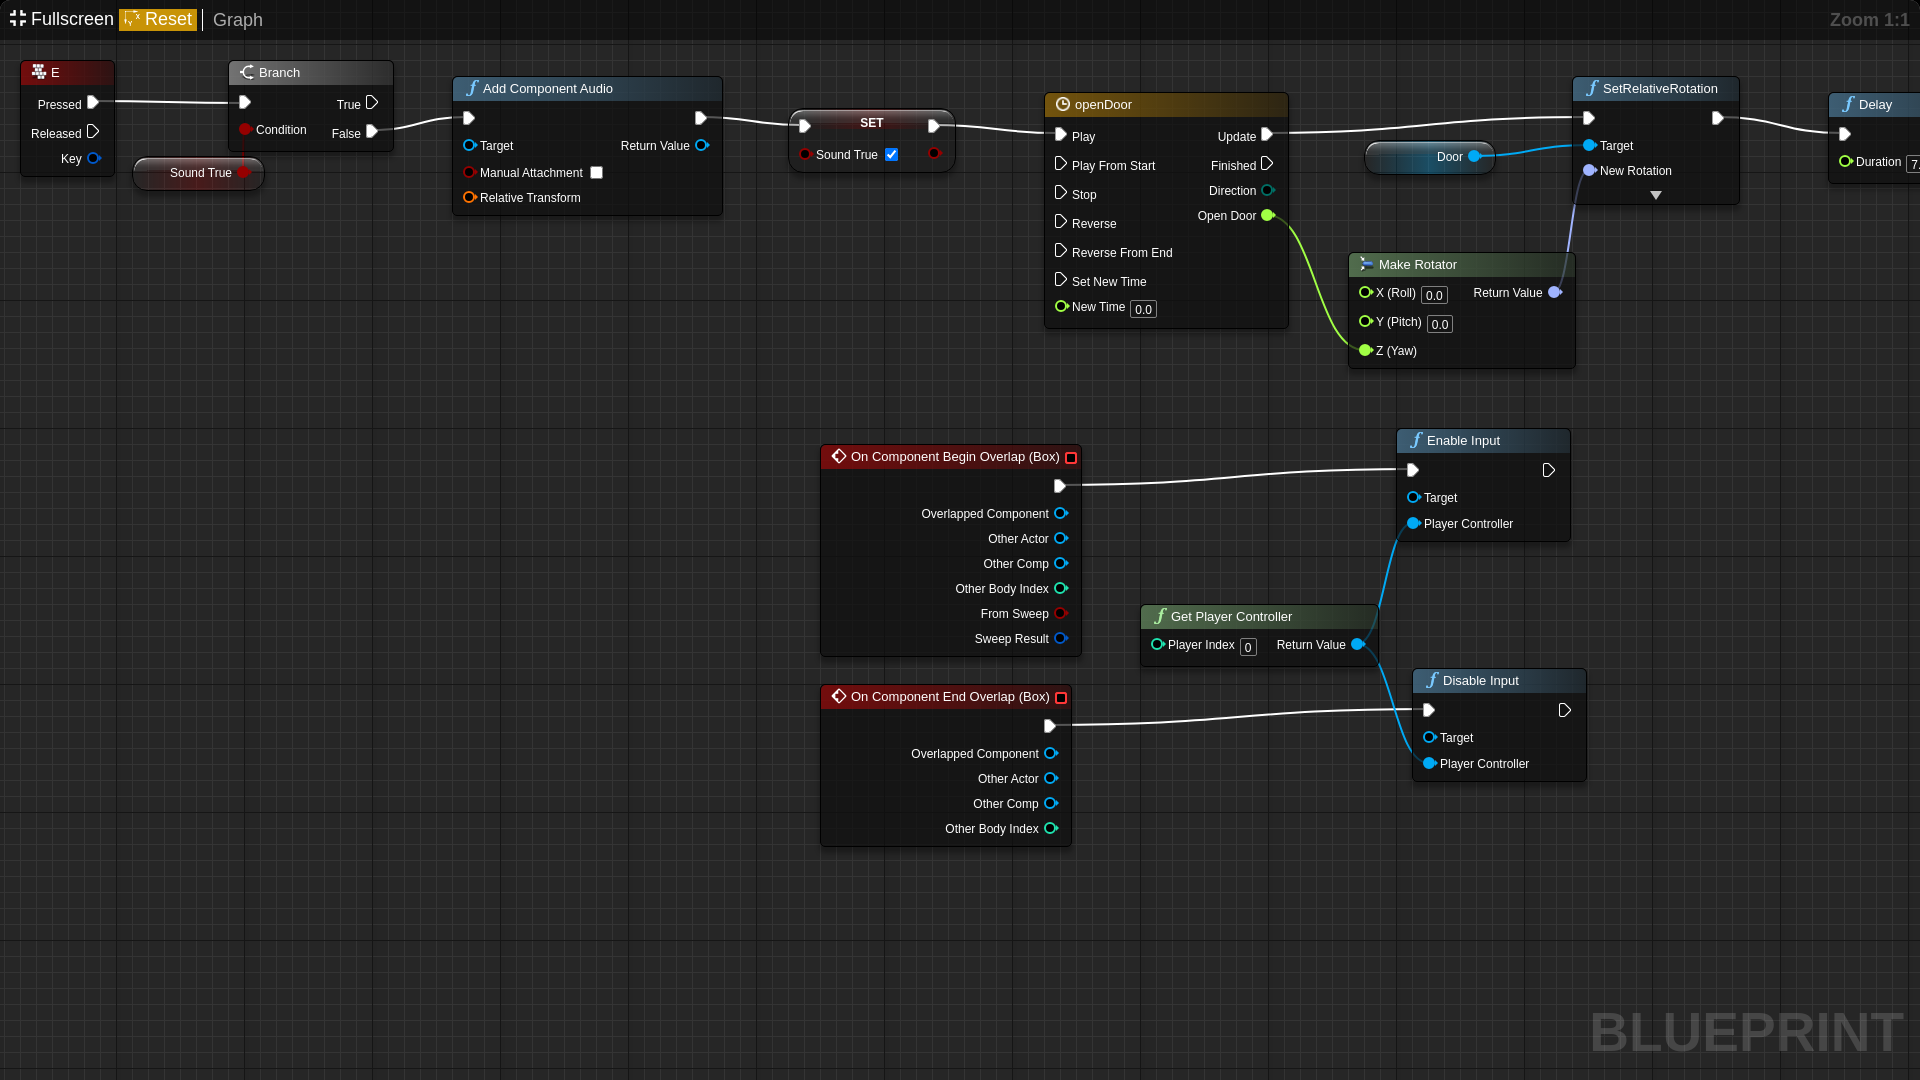 Fullscreen Reset Graph
Zoom 1:1
E
Pressed
Released
Key
Sound True
Branch
True
Condition
False
Add Component Audio
Target
Return Value
Manual Attachment
Relative Transform
SET
Sound True
openDoor
Play
Update
Play From Start
Finished
Stop
Direction
Open Door
Reverse
Reverse From End
Set New Time
New Time 0.0
Door
SetRelativeRotation
Target
New Rotation
Delay
Duration 7.
Make Rotator
X (Roll) 0.0
Return Value
Y (Pitch) 0.0
Z (Yaw)
On Component Begin Overlap (Box)
Overlapped Component
Other Actor
Other Comp
Other Body Index
From Sweep
Sweep Result
Enable Input
Target
Player Controller
Get Player Controller
Player Index 0
Return Value
On Component End Overlap (Box)
Overlapped Component
Other Actor
Other Comp
Other Body Index
Disable Input
Target
Player Controller
BLUEPRINT